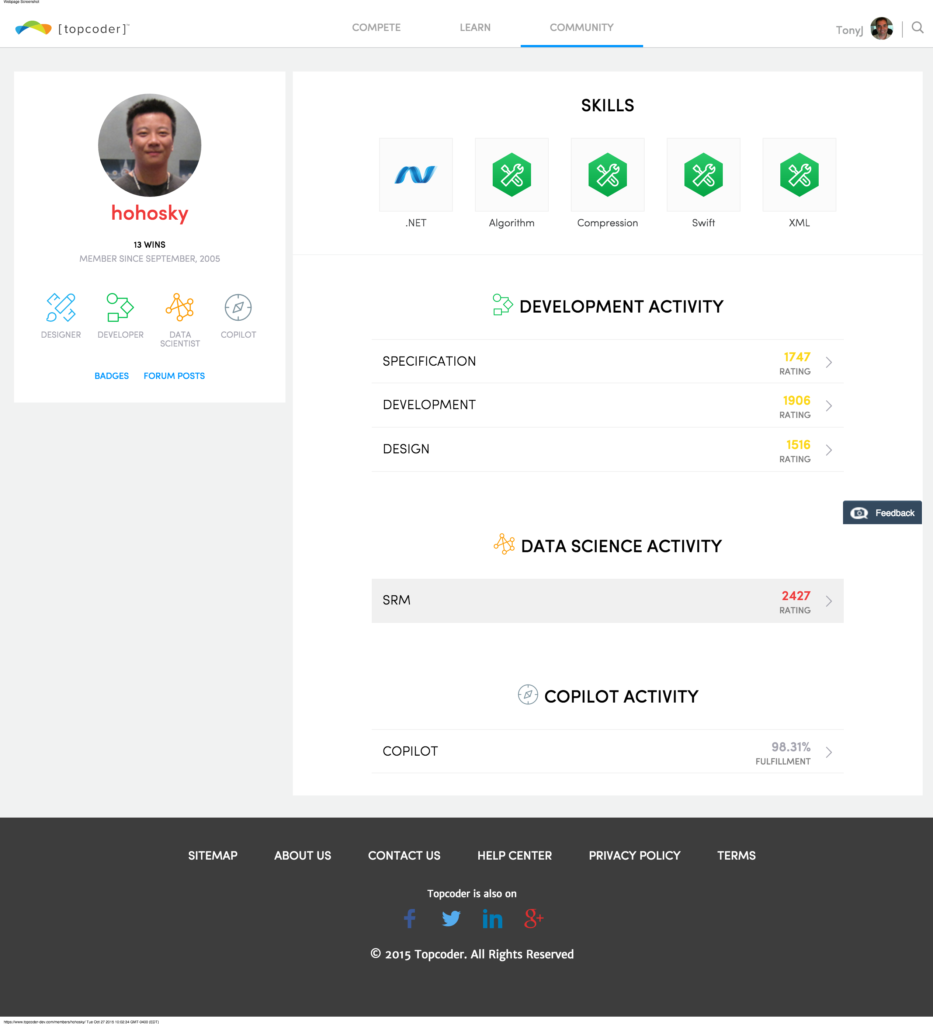 Webpage Screenshot
[topcoder]™
COMPETE
LEARN
COMMUNITY
TonyJ
hohosky
13 WINS
MEMBER SINCE SEPTEMBER, 2005
DESIGNER
DEVELOPER
DATA
SCIENTIST
COPILOT
BADGES
FORUM POSTS
SKILLS
.NET
Algorithm
Compression
Swift
XML
DEVELOPMENT ACTIVITY
SPECIFICATION
1747
RATING
DEVELOPMENT
1906
RATING
DESIGN
1516
RATING
Feedback
DATA SCIENCE ACTIVITY
SRM
2427
RATING
COPILOT ACTIVITY
COPILOT
98.31%
FULFILLMENT
SITEMAP
ABOUT US
CONTACT US
HELP CENTER
PRIVACY POLICY
TERMS
Topcoder is also on
© 2015 Topcoder. All Rights Reserved